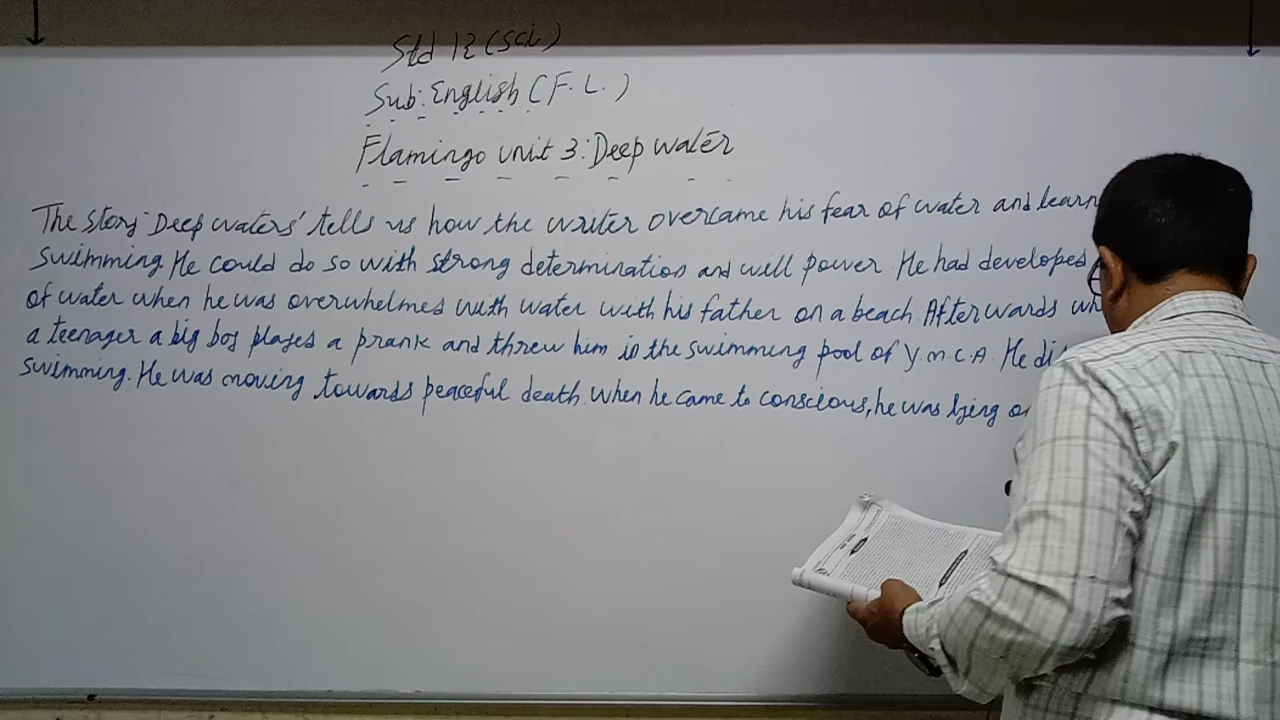 Std 12 (Sci)
Sub: English (F.L.)
Flamingo unit 3: Deep water
The story 'Deep waters' tells us how the writer overcame his fear of water and learn
swimming. He could do so with strong determination and will power. He had developed
of water when he was overwhelmed with water with his father on a beach. Afterwards wh
a teenager a big boy played a prank and threw him in the swimming pool of Y.M.C.A. He di
swimming. He was moving towards peaceful death. When he came to conscious, he was lying o